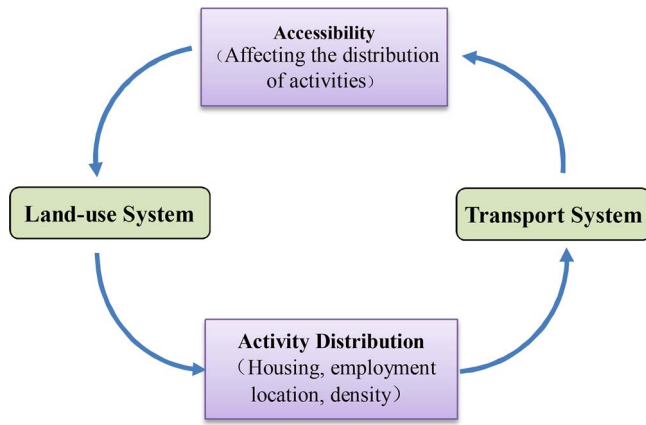 Accessibility
（Affecting the distribution
of activities）
Land-use System
Transport System
Activity Distribution
（Housing, employment
location, density）